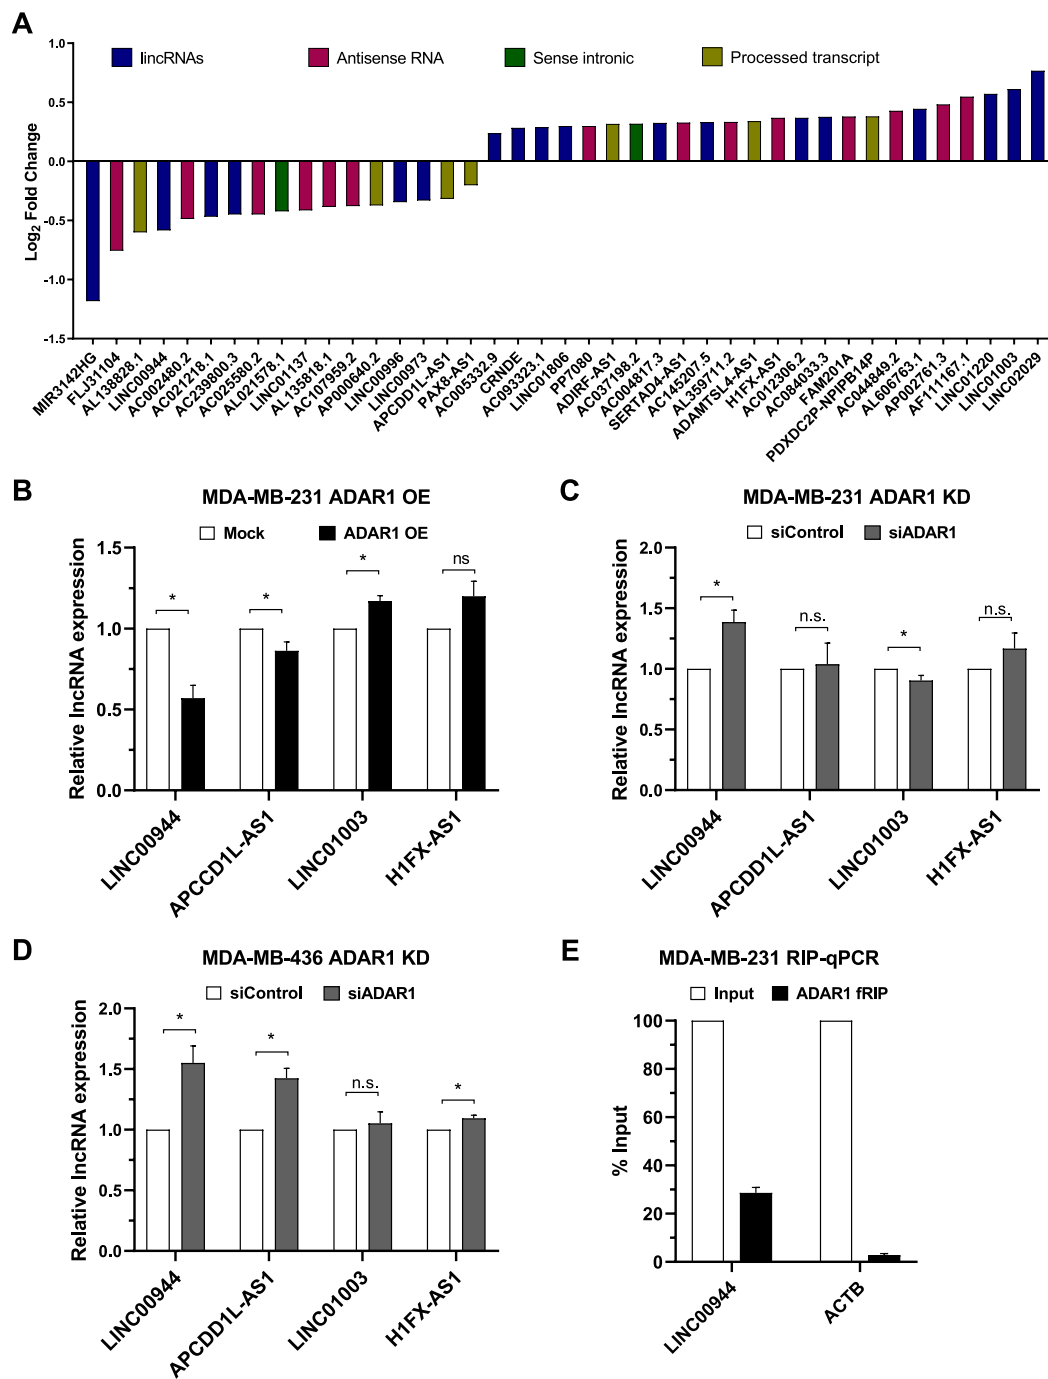 A
lincRNAs
Antisense RNA
Sense intronic
Processed transcript
Log2 Fold Change
1.0
0.5
0.0
-0.5
-1.0
-1.5
MIR3142HG
FLJ31104
AL138828.1
LINC00944
AC002480.2
AC021218.1
AC239800.3
AC025580.2
AL021578.1
LINC01137
AL135818.1
AC107959.2
AP000640.2
LINC00996
LINC00973
APCDD1L-AS1
PAX8-AS1
AC005332.9
CRNDE
AC093323.1
LINC01806
PP7080
ADIRF-AS1
AC037198.2
AC004817.3
SERTAD4-AS1
AC145207.5
AL359711.2
ADAMTSL4-AS1
H1FX-AS1
AC012306.2
AC084033.3
FAM201A
PDXDC2P-NPIPB14P
AC044849.2
AL606763.1
AP002761.3
AF111167.1
LINC01220
LINC01003
LINC02029
B
MDA-MB-231 ADAR1 OE
Mock
ADAR1 OE
Relative lncRNA expression
1.5
1.0
0.5
0.0
*
*
*
ns
LINC00944
APCCD1L-AS1
LINC01003
H1FX-AS1
C
MDA-MB-231 ADAR1 KD
siControl
siADAR1
Relative lncRNA expression
2.0
1.5
1.0
0.5
0.0
*
n.s.
*
n.s.
LINC00944
APCDD1L-AS1
LINC01003
H1FX-AS1
D
MDA-MB-436 ADAR1 KD
siControl
siADAR1
Relative lncRNA expression
2.0
1.5
1.0
0.5
0.0
*
*
n.s.
*
LINC00944
APCDD1L-AS1
LINC01003
H1FX-AS1
E
MDA-MB-231 RIP-qPCR
Input
ADAR1 fRIP
% Input
100
80
60
40
20
0
LINC00944
ACTB